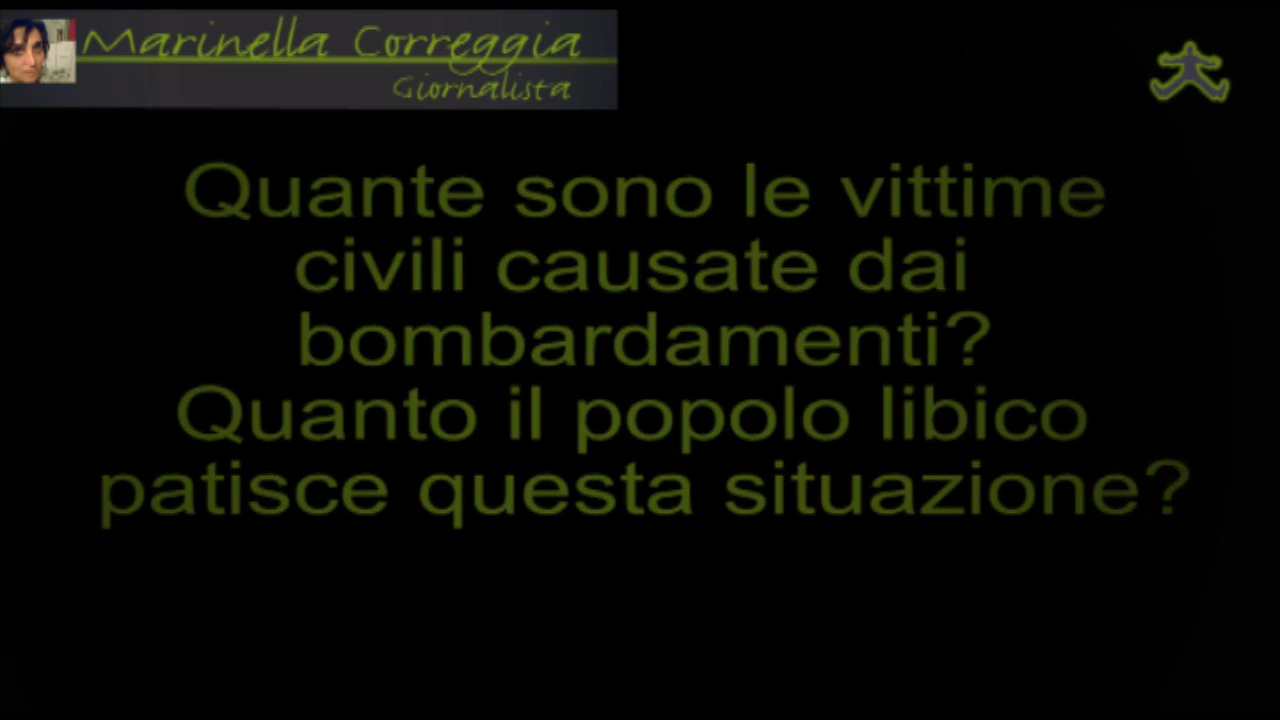 Marinella Correggia
Giornalista
Quante sono le vittime
civili causate dai
bombardamenti?
Quanto il popolo libico
patisce questa situazione?